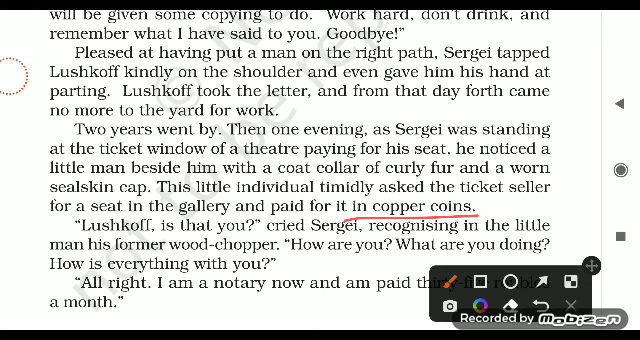 will be given some copying to do. Work hard, don't drink, and
remember what I have said to you. Goodbye!"
Pleased at having put a man on the right path, Sergei tapped
Lushkoff kindly on the shoulder and even gave him his hand at
parting. Lushkoff took the letter, and from that day forth came
no more to the yard for work.
Two years went by. Then one evening, as Sergei was standing
at the ticket window of a theatre paying for his seat, he noticed a
little man beside him with a coat collar of curly fur and a worn
sealskin cap. This little individual timidly asked the ticket seller
for a seat in the gallery and paid for it in copper coins.
"Lushkoff, is that you?" cried Sergei, recognising in the little
man his former wood-chopper. "How are you? What are you doing?
How is everything with you?"
"All right. I am a notary now and am paid
a month."
Recorded by mobizen